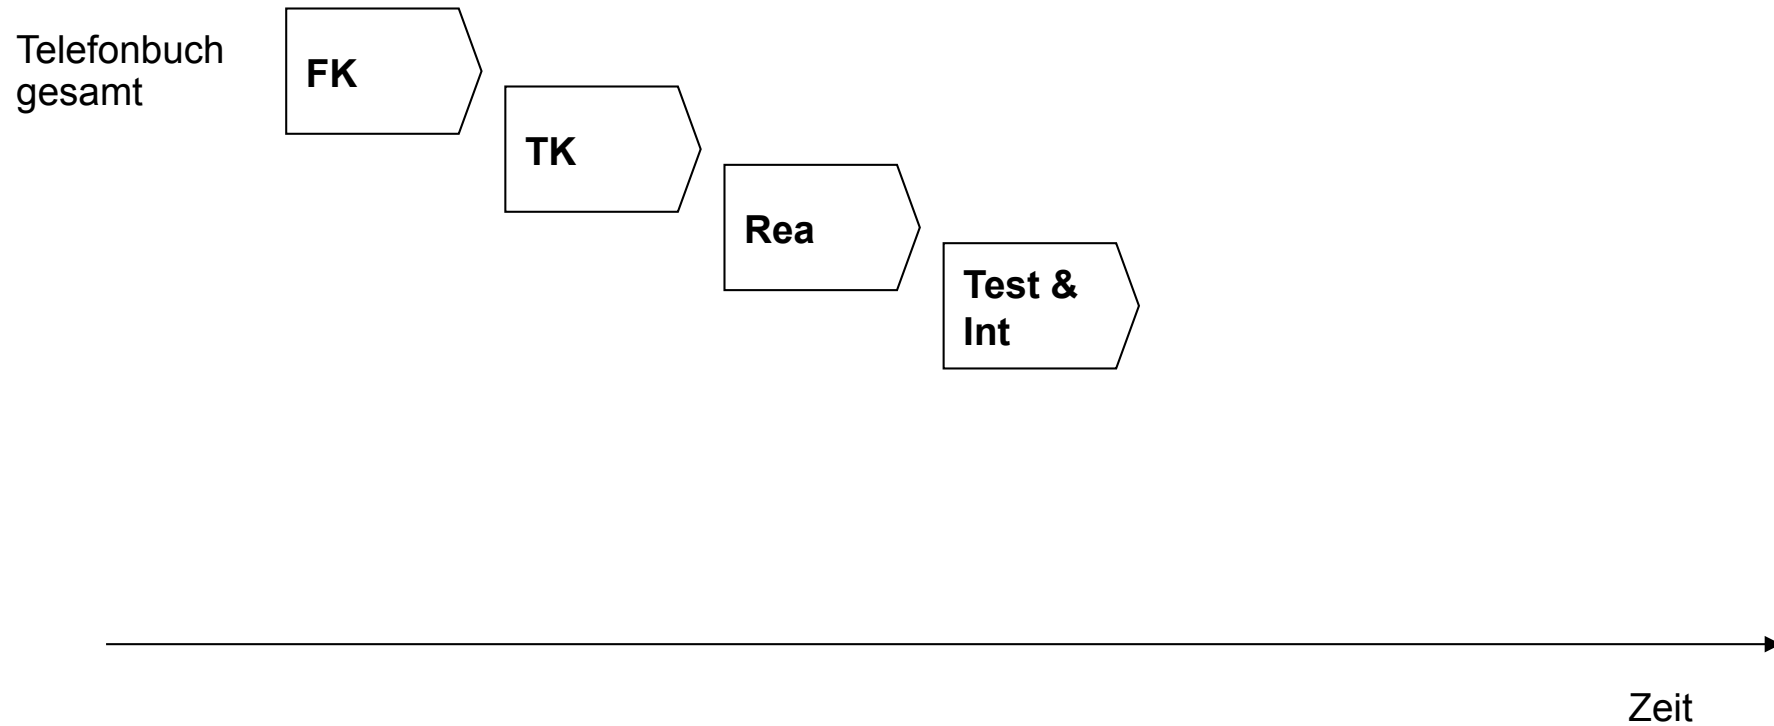 Telefonbuch
gesamt
FK
TK
Rea
Test &
Int
Zeit